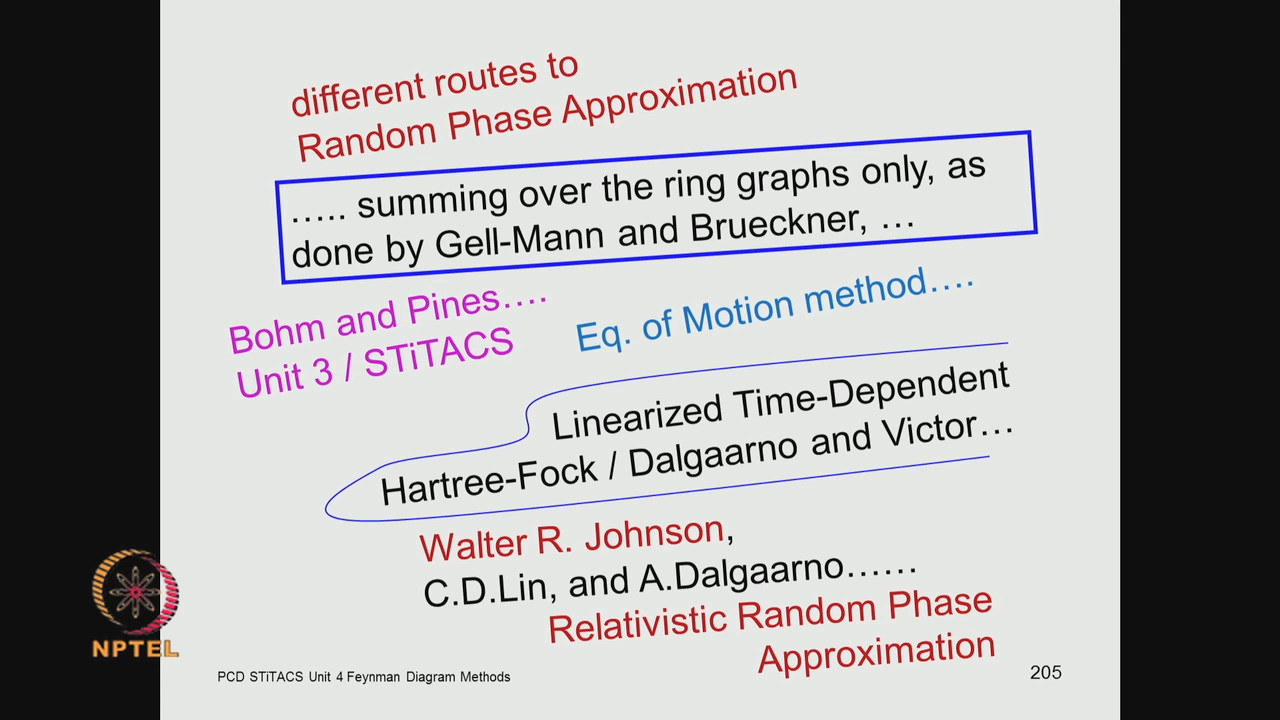 different routes to
Random Phase Approximation
….. summing over the ring graphs only, as
done by Gell-Mann and Brueckner, …
Bohm and Pines….
Unit 3 / STiTACS
Eq. of Motion method….
Linearized Time-Dependent
Hartree-Fock / Dalgaarno and Victor…
Walter R. Johnson,
C.D.Lin, and A.Dalgaarno……
Relativistic Random Phase
Approximation
NPTEL
PCD STiTACS Unit 4 Feynman Diagram Methods
205